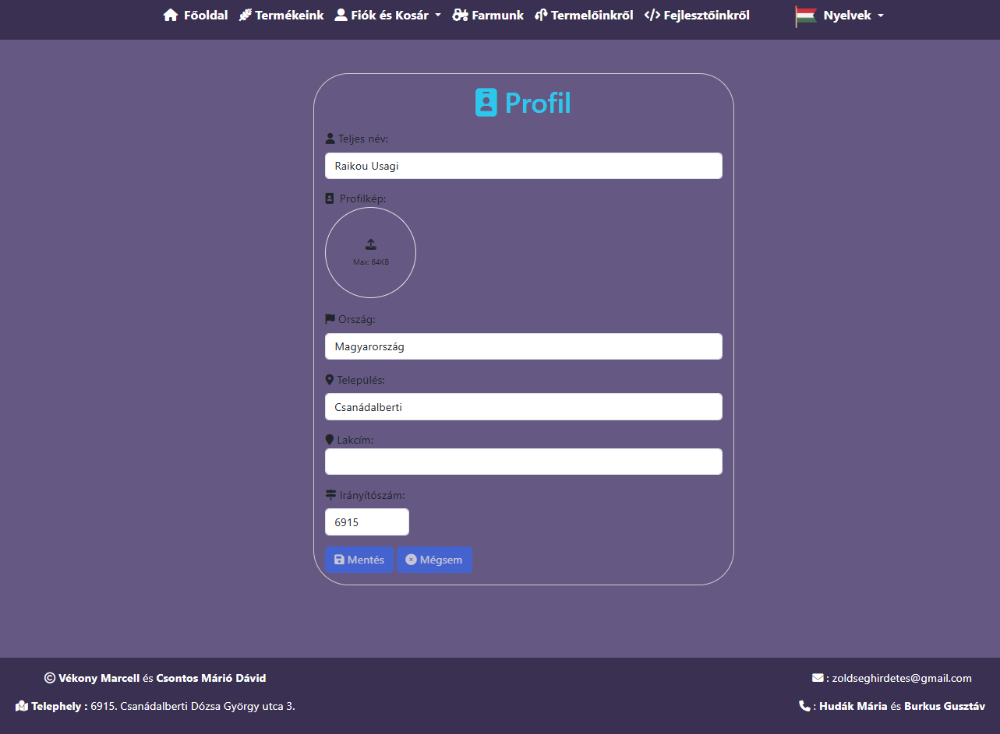 Főoldal Termékeink Fiók és Kosár Farmunk Termelőinkről Fejlesztőinkről Nyelvek
Profil
Teljes név:
Raikou Usagi
Profilkép:
Max: 64KB
Ország:
Magyarország
Település:
Csanádalberti
Lakcím:
Irányítószám:
6915
Mentés Mégsem
© Vékony Marcell és Csontos Márió Dávid
Telephely : 6915. Csanádalberti Dózsa György utca 3.
: zoldseghirdetes@gmail.com
: Hudák Mária és Burkus Gusztáv